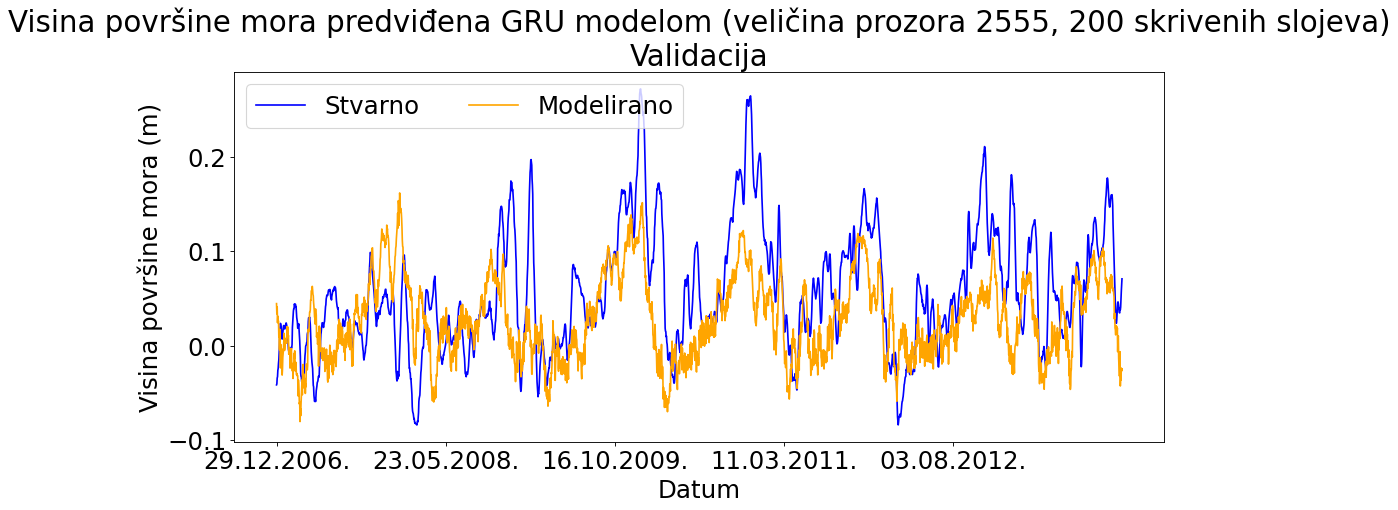 Visina površine mora predviđena GRU modelom (veličina prozora 2555, 200 skrivenih slojeva)
Validacija
Stvarno Modelirano
Visina površine mora (m)
0.2
0.1
0.0
−0.1
29.12.2006. 23.05.2008. 16.10.2009. 11.03.2011. 03.08.2012.
Datum